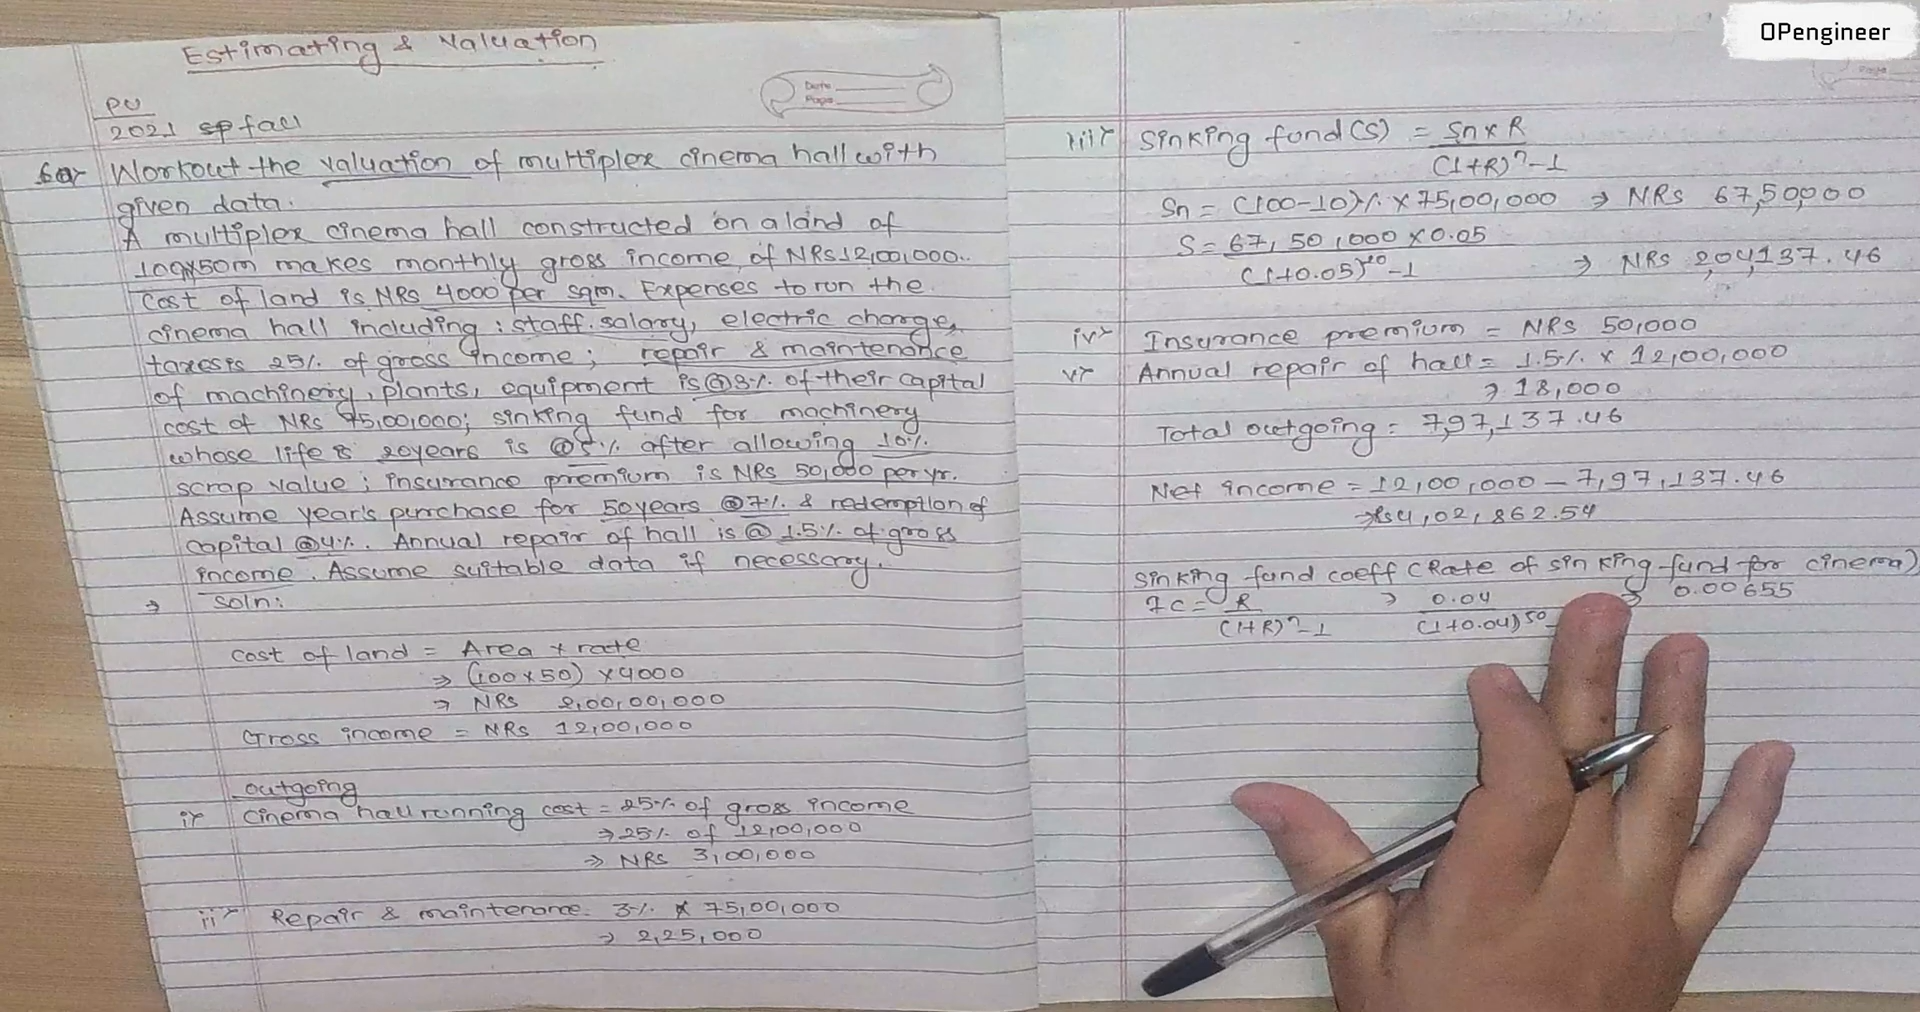 OPengineer
Estimating & Valuation
Date
Page
PU
2021 sp fall
6a> Workout the valuation of multiplex cinema hall with
given data.
A multiplex cinema hall constructed on a land of
100x50m makes monthly gross income of NRs12,00,000.
Cost of land is NRs 4000 per sqm. Expenses to run the
cinema hall including : staff salary, electric charge,
taxes is 25% of gross income; repair & maintenance
of machinery, plants, equipment is @3% of their capital
cost of NRs 75,00,000; sinking fund for machinery
whose life is 20years is @5% after allowing 10%
scrap value ; insurance premium is NRs 50,000 per yr.
Assume year's purchase for 50years @7% & redemption of
capital @4%. Annual repair of hall is @ 1.5% of gross
income. Assume suitable data if necessary.
→ Soln:
Cost of land = Area x rate
⇒ (100 x 50) x 4000
⇒ NRs 2,00,00,000
Gross income = NRs 12,00,000
outgoing
i> Cinema hall running cost = 25% of gross income
⇒ 25% of 12,00,000
⇒ NRs 3,00,000
ii> Repair & maintenance. 3% x 75,00,000
⇒ 2,25,000
Page
iii> Sinking fund (S) = Sn x R
(1+R)^n - 1
Sn = (100-10)% x 75,00,000 ⇒ NRs 67,50,000
S = 67,50,000 x 0.05
(1+0.05)^20 - 1 ⇒ NRs 2,04,137.46
iv> Insurance premium = NRs 50,000
v> Annual repair of hall = 1.5% x 12,00,000
⇒ 18,000
Total outgoing = 7,97,137.46
Net income = 12,00,000 - 7,97,137.46
⇒ Rs 4,02,862.54
Sinking fund coeff (Rate of sinking fund for cinema)
Ic = R ⇒ 0.04 ⇒ 0.00655
(1+R)^n - 1 (1+0.04)^50 -